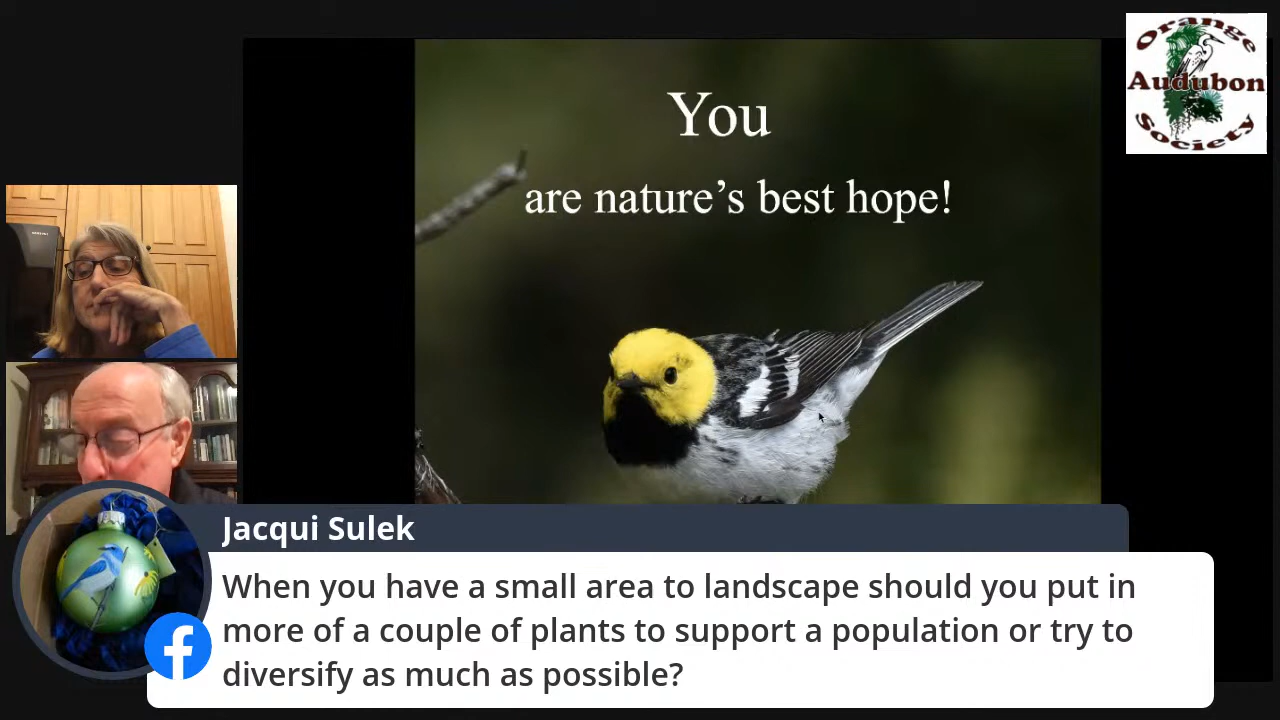 Orange
Audubon
Society
You
are nature's best hope!
Jacqui Sulek
When you have a small area to landscape should you put in
more of a couple of plants to support a population or try to
diversify as much as possible?